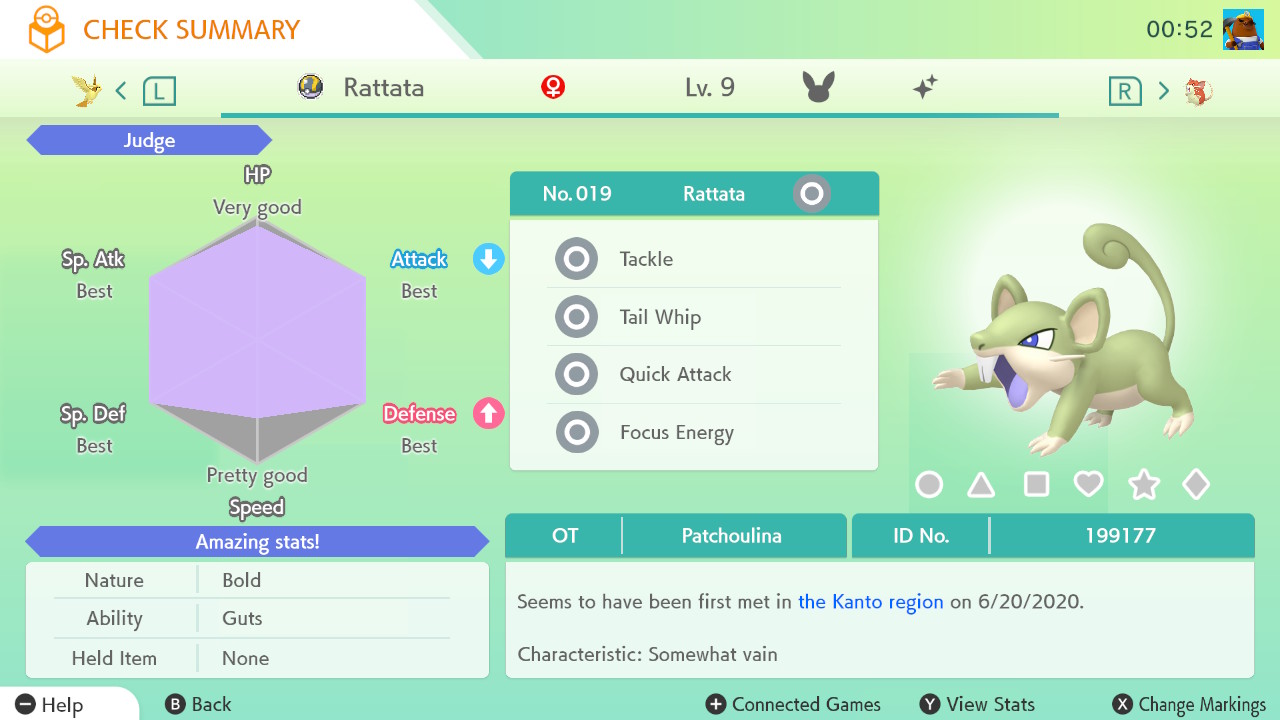 CHECK SUMMARY
00:52
L
Rattata
Lv. 9
R
Judge
HP
Very good
Sp. Atk
Best
Attack
Best
Sp. Def
Best
Defense
Best
Pretty good
Speed
Amazing stats!
Nature Bold
Ability Guts
Held Item None
No. 019 Rattata
Tackle
Tail Whip
Quick Attack
Focus Energy
OT Patchoulina ID No. 199177
Seems to have been first met in the Kanto region on 6/20/2020.
Characteristic: Somewhat vain
Help
B Back
Connected Games
Y View Stats
X Change Markings